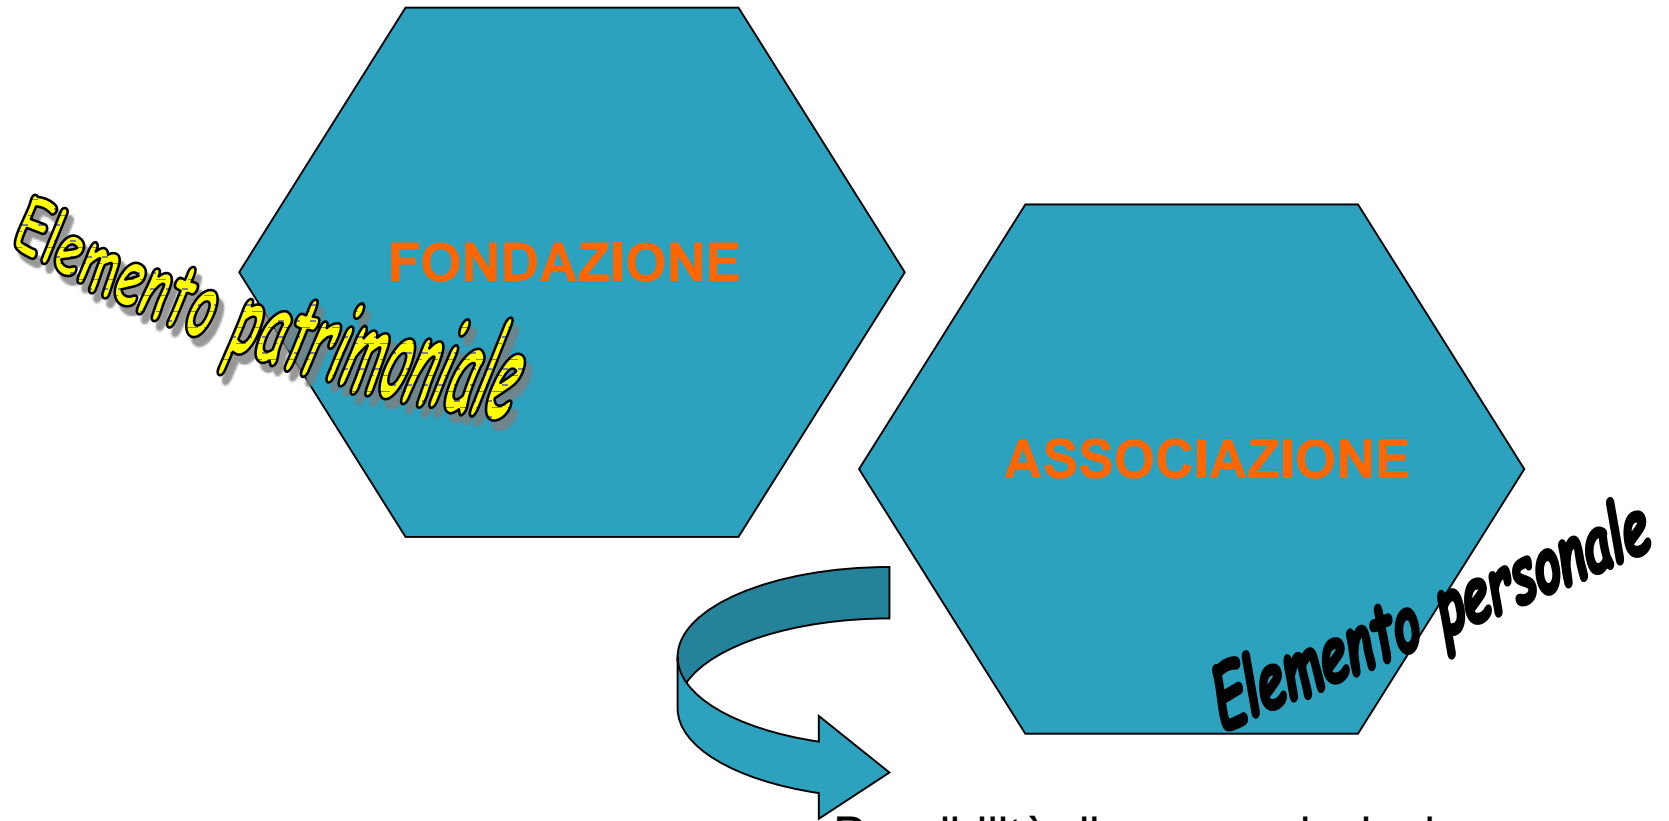 FONDAZIONE
Elemento patrimoniale
ASSOCIAZIONE
Elemento personale